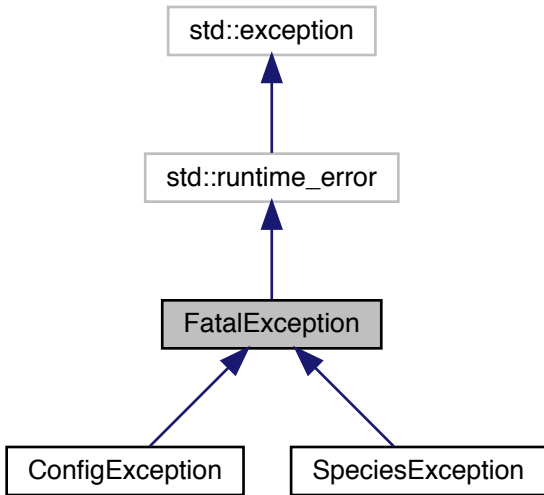 std::exception
std::runtime_error
FatalException
ConfigException
SpeciesException